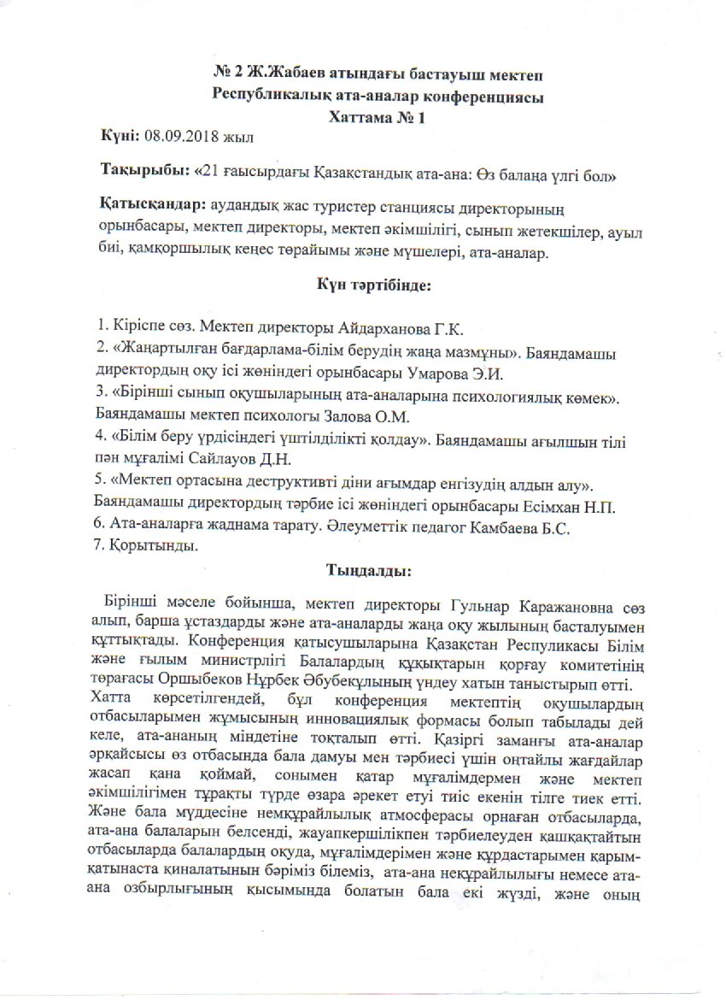 № 2 Ж.Жабаев атындағы бастауыш мектеп
Республикалық ата-аналар конференциясы
Хаттама № 1
Күні: 08.09.2018 жыл
Тақырыбы: «21 ғаысырдағы Қазақстандық ата-ана: Өз балаңа үлгі бол»
Қатысқандар: аудандық жас туристер станциясы директорының
орынбасары, мектеп директоры, мектеп әкімшілігі, сынып жетекшілер, ауыл
биі, қамқоршылық кеңес төрайымы және мүшелері, ата-аналар.
Күн тәртібінде:
1. Кіріспе сөз. Мектеп директоры Айдарханова Г.К.
2. «Жаңартылған бағдарлама-білім берудің жаңа мазмұны». Баяндамашы
директордың оқу ісі жөніндегі орынбасары Умарова Э.И.
3. «Бірінші сынып оқушыларының ата-аналарына психологиялық көмек».
Баяндамашы мектеп психологы Залова О.М.
4. «Білім беру үрдісіндегі үштілділікті қолдау». Баяндамашы ағылшын тілі
пән мұғалімі Сайлауов Д.Н.
5. «Мектеп ортасына деструктивті діни ағымдар енгізудің алдын алу».
Баяндамашы директордың тәрбие ісі жөніндегі орынбасары Есімхан Н.П.
6. Ата-аналарға жаднама тарату. Әлеуметтік педагог Камбаева Б.С.
7. Қорытынды.
Тыңдалды:
Бірінші мәселе бойынша, мектеп директоры Гульнар Каражановна сөз
алып, барша ұстаздарды және ата-аналарды жаңа оқу жылының басталуымен
құттықтады. Конференция қатысушыларына Қазақстан Респуликасы Білім
және ғылым министрлігі Балалардың құқықтарын қорғау комитетінің
төрағасы Оршыбеков Нұрбек Әбубекұлының үндеу хатын таныстырып өтті.
Хатта көрсетілгендей, бұл конференция мектептің оқушылардың
отбасыларымен жұмысының инновациялық формасы болып табылады дей
келе, ата-ананың міндетіне тоқталып өтті. Қазіргі заманғы ата-аналар
әрқайсысы өз отбасында бала дамуы мен тәрбиесі үшін оңтайлы жағдайлар
жасап қана қоймай, сонымен қатар мұғалімдермен және мектеп
әкімшілігімен тұрақты түрде өзара әрекет етуі тиіс екенін тілге тиек етті.
Және бала мүддесіне немқұрайлылық атмосферасы орнаған отбасыларда,
ата-ана балаларын белсенді, жауапкершілікпен тәрбиелеуден қашқақтайтын
отбасыларда балалардың оқуда, мұғалімдерімен және құрдастарымен қарым-
қатынаста қиналатынын бәріміз білеміз, ата-ана неқұрайлылығы немесе ата-
ана озбырлығының қысымында болатын бала екі жүзді, және оның